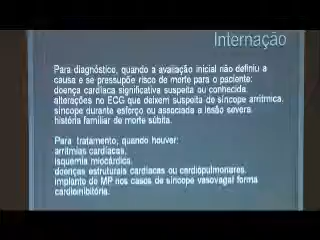 Internação
Para diagnóstico, quando a avaliação inicial não definiu a
causa e se pressupõe risco de morte para o paciente:
doença cardíaca significativa suspeita ou conhecida.
alterações no ECG que deixem suspeita de síncope arrítmica.
síncope durante esforço ou associada a lesão severa.
história familiar de morte súbita.
Para tratamento, quando houver:
arritmias cardíacas.
isquemia miocárdica.
doenças estruturais cardíacas ou cardiopulmonares.
implante de MP nos casos de síncope vasovagal forma
cardioinibitória.